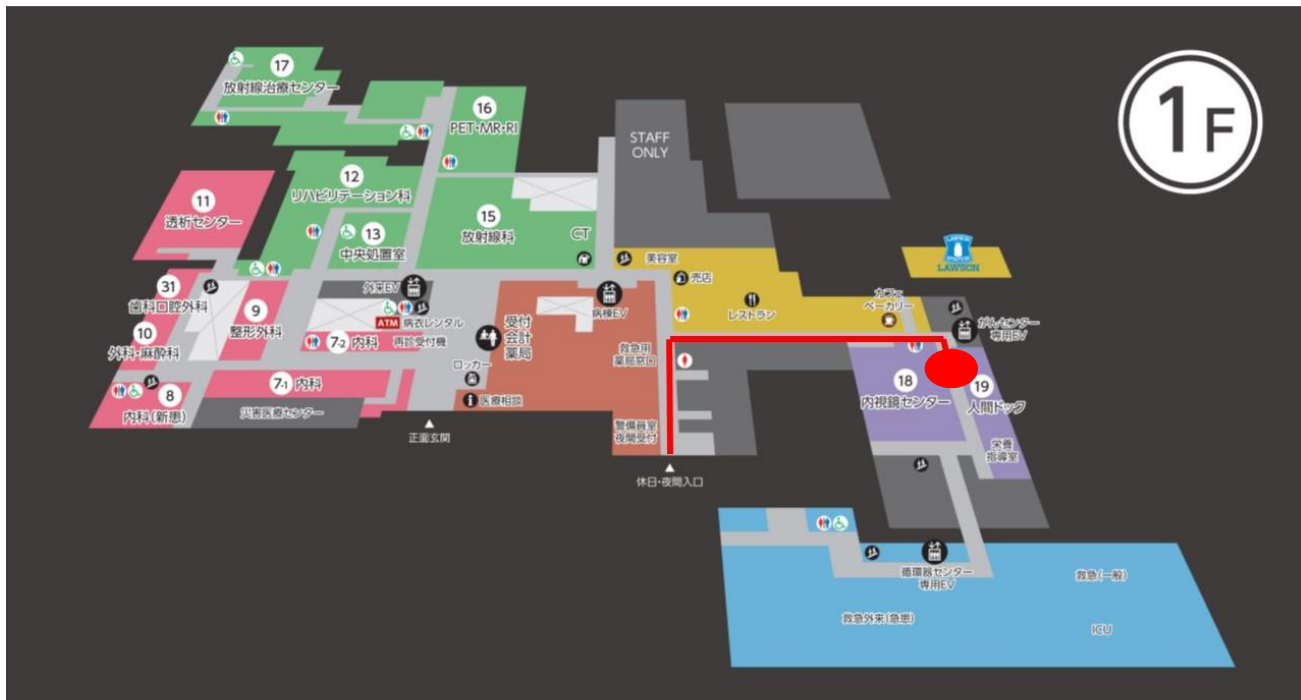 1F
17
放射線治療センター
16
PET・MR・RI
STAFF
ONLY
12
リハビリテーション科
11
透析センター
15
放射線科
CT
13
中央処置室
美容室
売店
LAWSON
レストラン
カフェ
ベーカリー
がんセンター
専用EV
31
歯科口腔外科
9
整形外科
外来EV
病棟EV
ATM 病衣レンタル
再診受付機
受付
会計
薬局
救急用
薬局窓口
10
外科・麻酔科
7-2 内科
ロッカー
18
内視鏡センター
19
人間ドック
8
内科(新患)
7-1 内科
災害医療センター
医療相談
正面玄関
警備員室
夜間受付
休日・夜間入口
栄養
指導室
循環器センター
専用EV
救急(一般)
救急外来(急患)
ICU